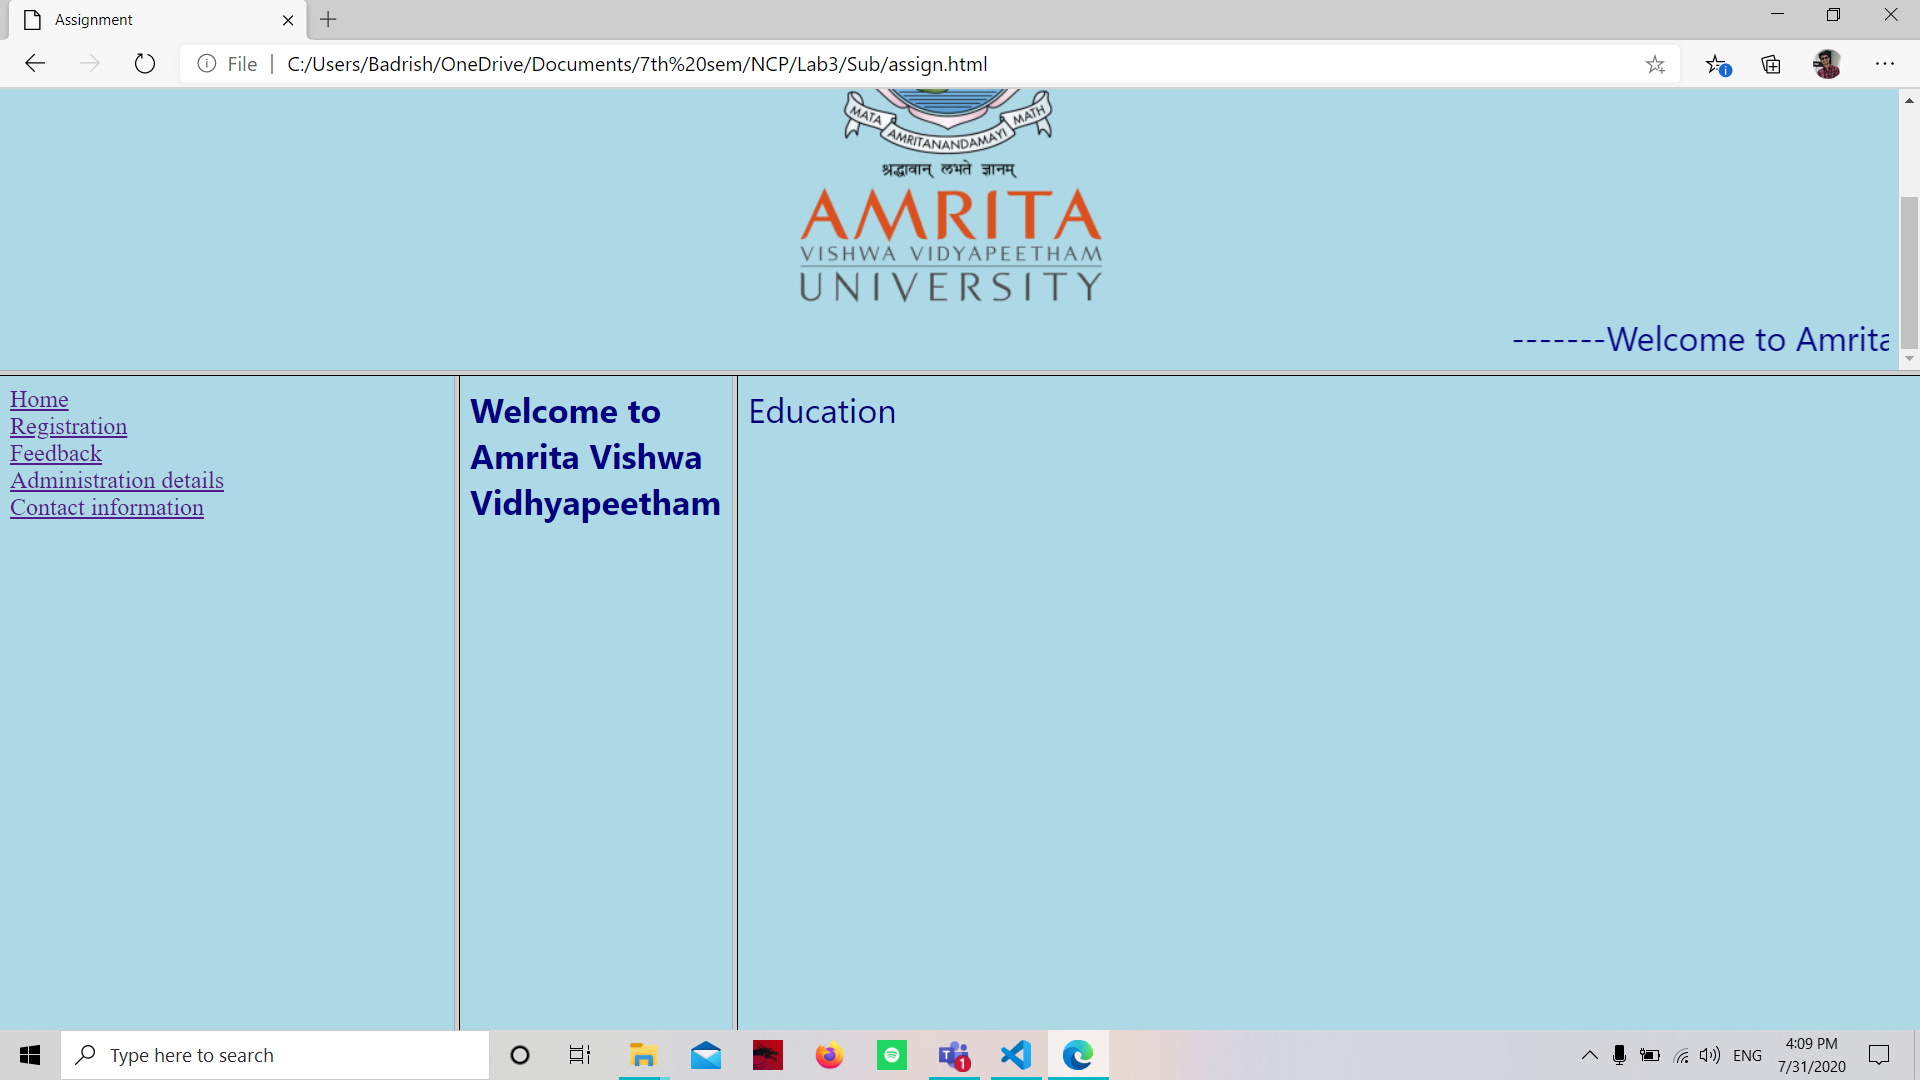 Assignment
File
C:/Users/Badrish/OneDrive/Documents/7th%20sem/NCP/Lab3/Sub/assign.html
MATA AMRITANANDAMAYI MATH
श्रद्धावान् लभते ज्ञानम्
AMRITA
VISHWA VIDYAPEETHAM
UNIVERSITY
-------Welcome to Amrita
Home
Registration
Feedback
Administration details
Contact information
Welcome to
Amrita Vishwa
Vidhyapeetham
Education
Type here to search
1
ENG
4:09 PM
7/31/2020